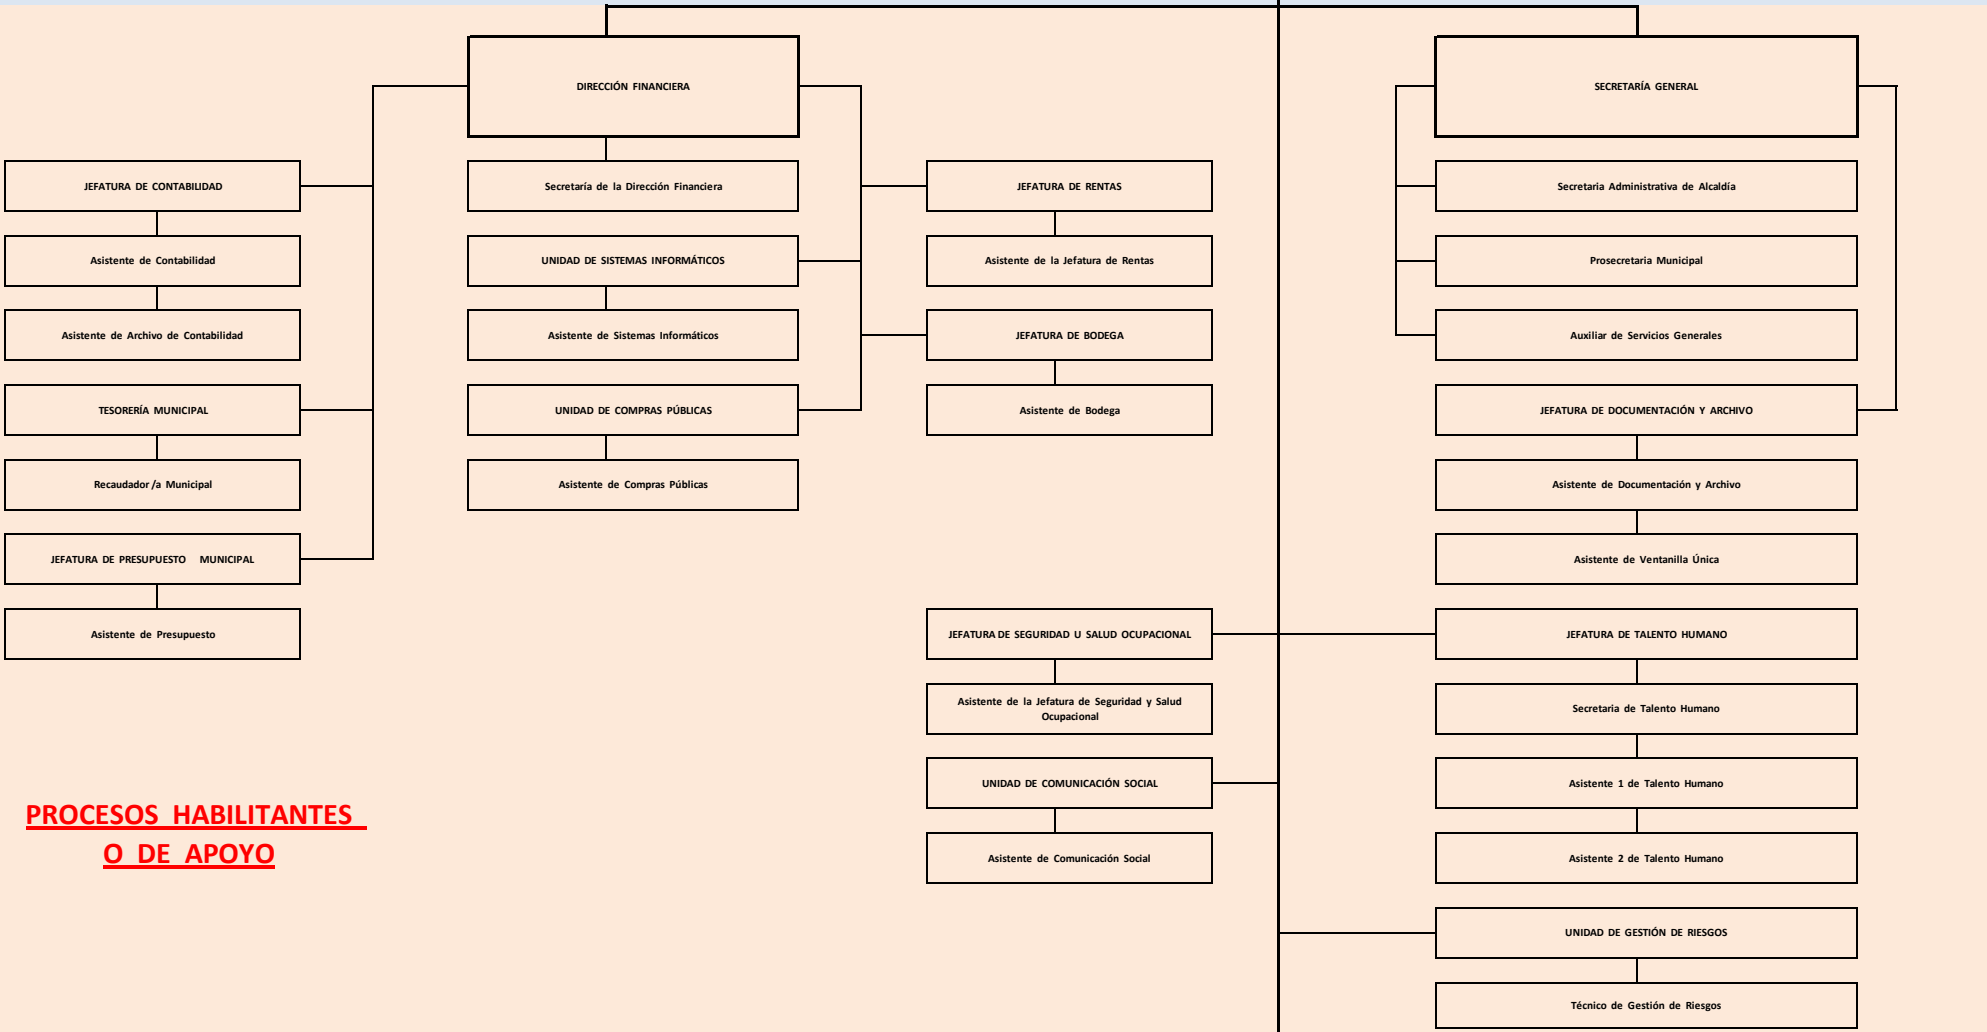 DIRECCIÓN FINANCIERA
SECRETARÍA GENERAL
JEFATURA DE CONTABILIDAD
Secretaría de la Dirección Financiera
JEFATURA DE RENTAS
Secretaria Administrativa de Alcaldía
Asistente de Contabilidad
UNIDAD DE SISTEMAS INFORMÁTICOS
Asistente de la Jefatura de Rentas
Prosecretaria Municipal
Asistente de Archivo de Contabilidad
Asistente de Sistemas Informáticos
JEFATURA DE BODEGA
Auxiliar de Servicios Generales
TESORERÍA MUNICIPAL
UNIDAD DE COMPRAS PÚBLICAS
Asistente de Bodega
JEFATURA DE DOCUMENTACIÓN Y ARCHIVO
Recaudador/a Municipal
Asistente de Compras Públicas
Asistente de Documentación y Archivo
JEFATURA DE PRESUPUESTO MUNICIPAL
Asistente de Ventanilla Única
Asistente de Presupuesto
JEFATURA DE SEGURIDAD U SALUD OCUPACIONAL
JEFATURA DE TALENTO HUMANO
Asistente de la Jefatura de Seguridad y Salud
Ocupacional
Secretaria de Talento Humano
UNIDAD DE COMUNICACIÓN SOCIAL
Asistente 1 de Talento Humano
PROCESOS HABILITANTES
O DE APOYO
Asistente de Comunicación Social
Asistente 2 de Talento Humano
UNIDAD DE GESTIÓN DE RIESGOS
Técnico de Gestión de Riesgos